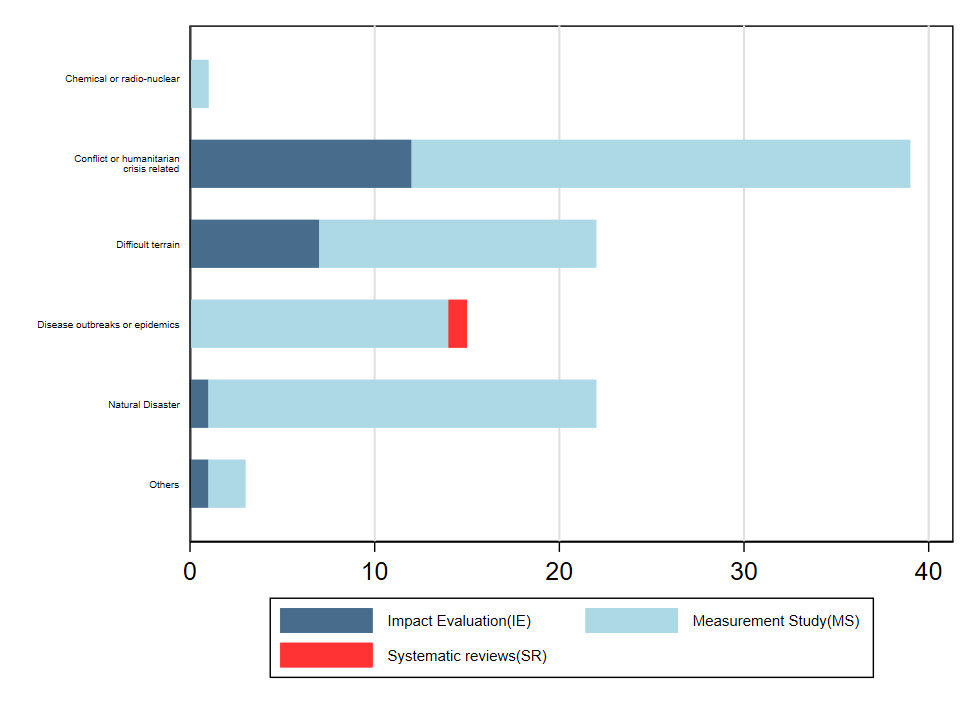 Chemical or radio-nuclear
Conflict or humanitarian
crisis related
Difficult terrain
Disease outbreaks or epidemics
Natural Disaster
Others
0 10 20 30 40
Impact Evaluation(IE) Measurement Study(MS)
Systematic reviews(SR)